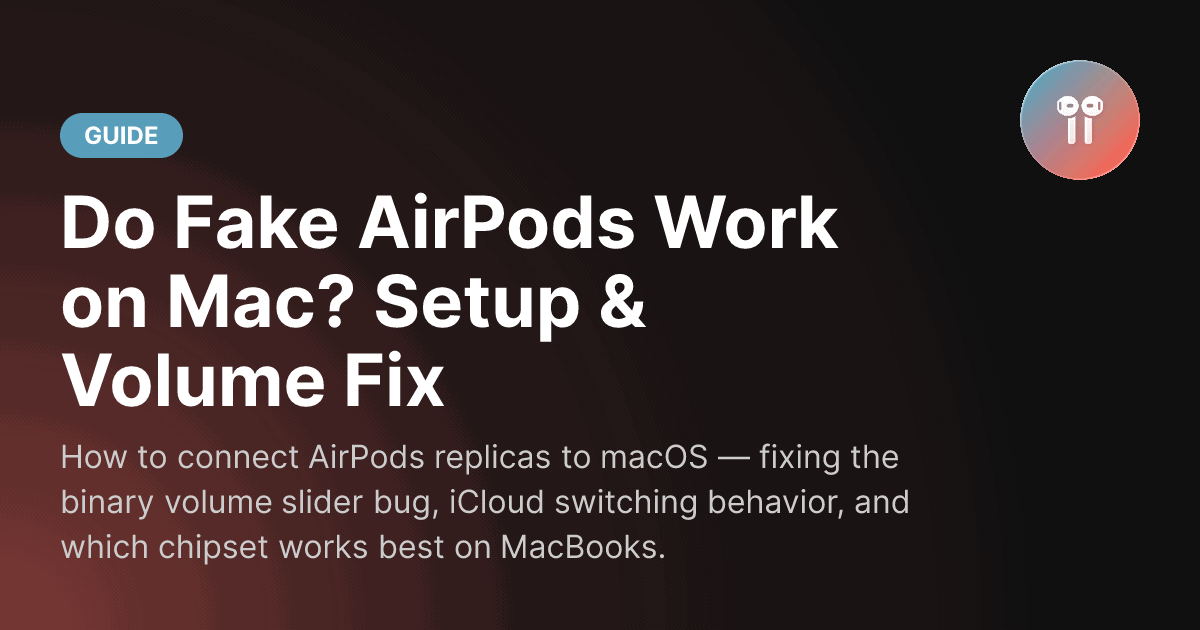 GUIDE
Do Fake AirPods Work
on Mac? Setup &
Volume Fix
How to connect AirPods replicas to macOS — fixing the
binary volume slider bug, iCloud switching behavior, and
which chipset works best on MacBooks.